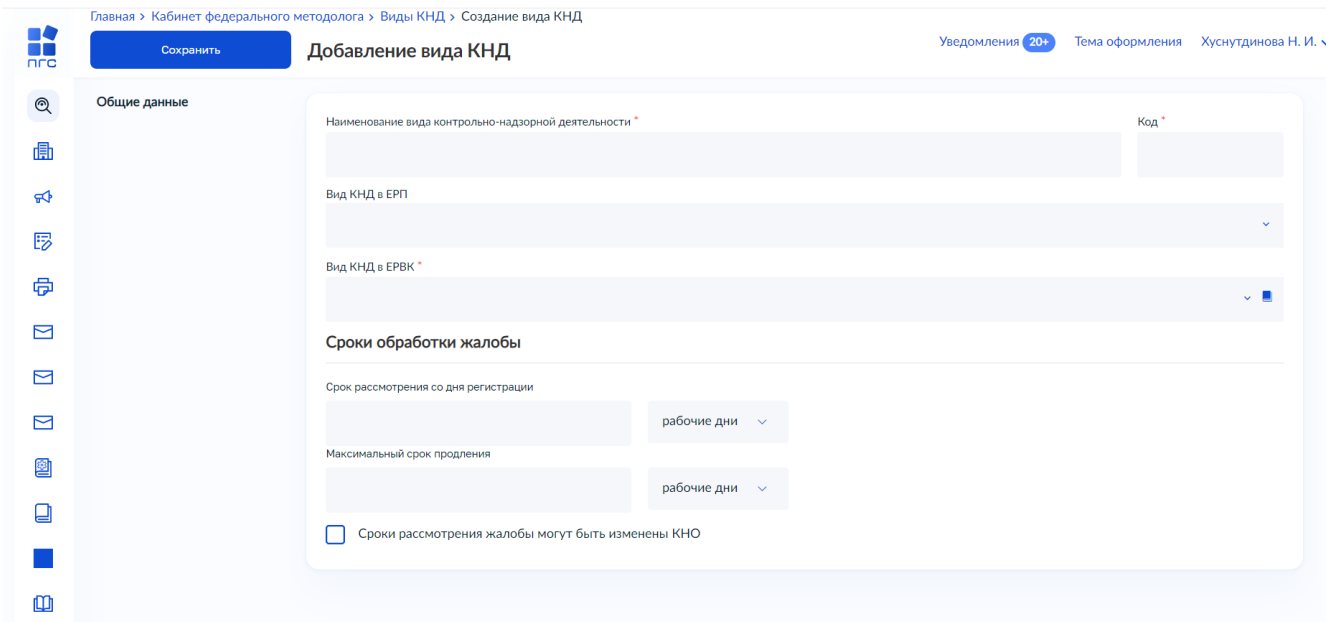 Главная > Кабинет федерального методолога > Виды КНД > Создание вида КНД
Сохранить
Добавление вида КНД
Уведомления 20+ Тема оформления Хуснутдинова Н. И.
пгс
Общие данные
Наименование вида контрольно-надзорной деятельности * Код *
Вид КНД в ЕРП
Вид КНД в ЕРВК *
Сроки обработки жалобы
Срок рассмотрения со дня регистрации
рабочие дни
Максимальный срок продления
рабочие дни
Сроки рассмотрения жалобы могут быть изменены КНО